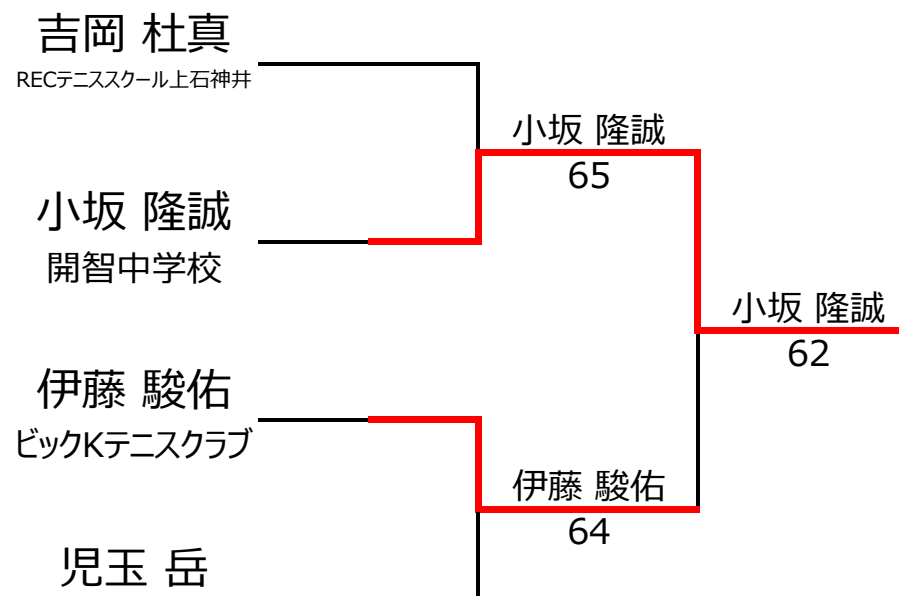 吉岡 杜真
RECテニススクール上石神井
小坂 隆誠
65
小坂 隆誠
開智中学校
小坂 隆誠
62
伊藤 駿佑
ビックKテニスクラブ
伊藤 駿佑
64
児玉 岳